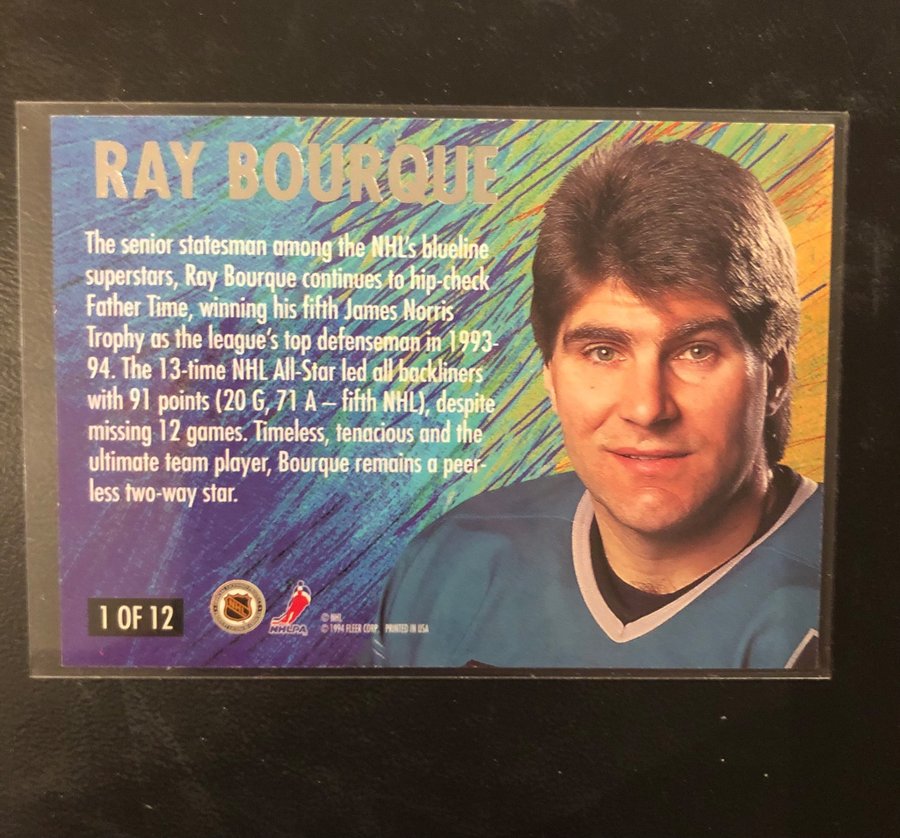 RAY BOURQUE
The senior statesman among the NHL's blueline
superstars, Ray Bourque continues to hip-check
Father Time, winning his fifth James Norris
Trophy as the league's top defenseman in 1993-
94. The 13-time NHL All-Star led all backliners
with 91 points (20 G, 71 A – fifth NHL), despite
missing 12 games. Timeless, tenacious and the
ultimate team player, Bourque remains a peer-
less two-way star.
1 OF 12
NHL
NHLPA
© NHL
© 1994 FLEER CORP. PRINTED IN USA